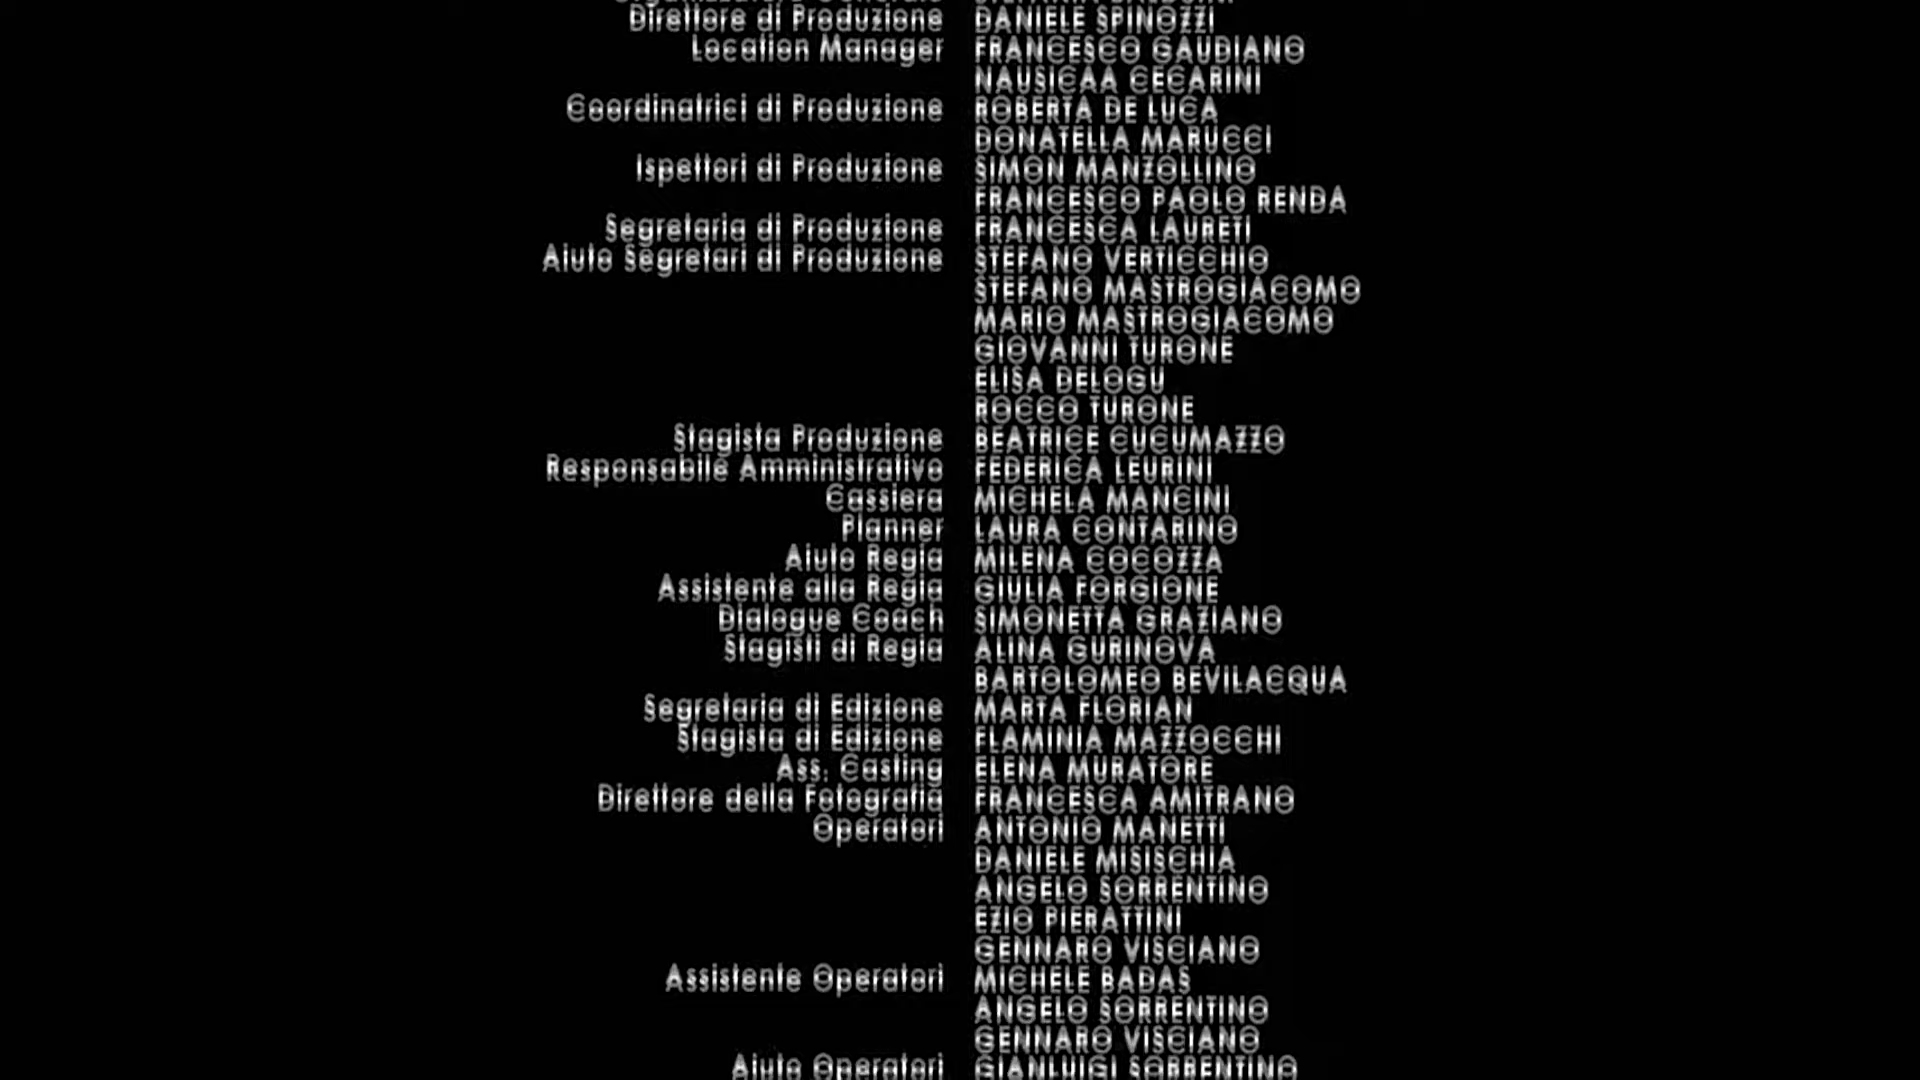 Direttore di Produzione DANIELE SPINOZZI
Location Manager FRANCESCO GAUDIANO
NAUSICAA CECARINI
Coordinatrici di Produzione ROBERTA DE LUCA
DONATELLA MARUCCI
Ispettori di Produzione SIMON MANZOLLINO
FRANCESCO PAOLO RENDA
Segretaria di Produzione FRANCESCA LAURETI
Aiuto Segretari di Produzione STEFANO VERTICCHIO
STEFANO MASTROGIACOMO
MARIO MASTROGIACOMO
GIOVANNI TURONE
ELISA DELOGU
ROCCO TURONE
Stagista Produzione BEATRICE CUCUMAZZO
Responsabile Amministrativo FEDERICA LEURINI
Cassiera MICHELA MANCINI
Planner LAURA CONTARINO
Aiuto Regia MILENA COCOZZA
Assistente alla Regia GIULIA FORGIONE
Dialogue Coach SIMONETTA GRAZIANO
Stagisti di Regia ALINA GURINOVA
BARTOLOMEO BEVILACQUA
Segretaria di Edizione MARTA FLORIAN
Stagista di Edizione FLAMINIA MAZZOCCHI
Ass. Casting ELENA MURATORE
Direttore della Fotografia FRANCESCA AMITRANO
Operatori ANTONIO MANETTI
DANIELE MISISCHIA
ANGELO SORRENTINO
EZIO PIERATTINI
GENNARO VISCIANO
Assistente Operatori MICHELE BADAS
ANGELO SORRENTINO
GENNARO VISCIANO
Aiuto Operatori GIANLUIGI SORRENTINO